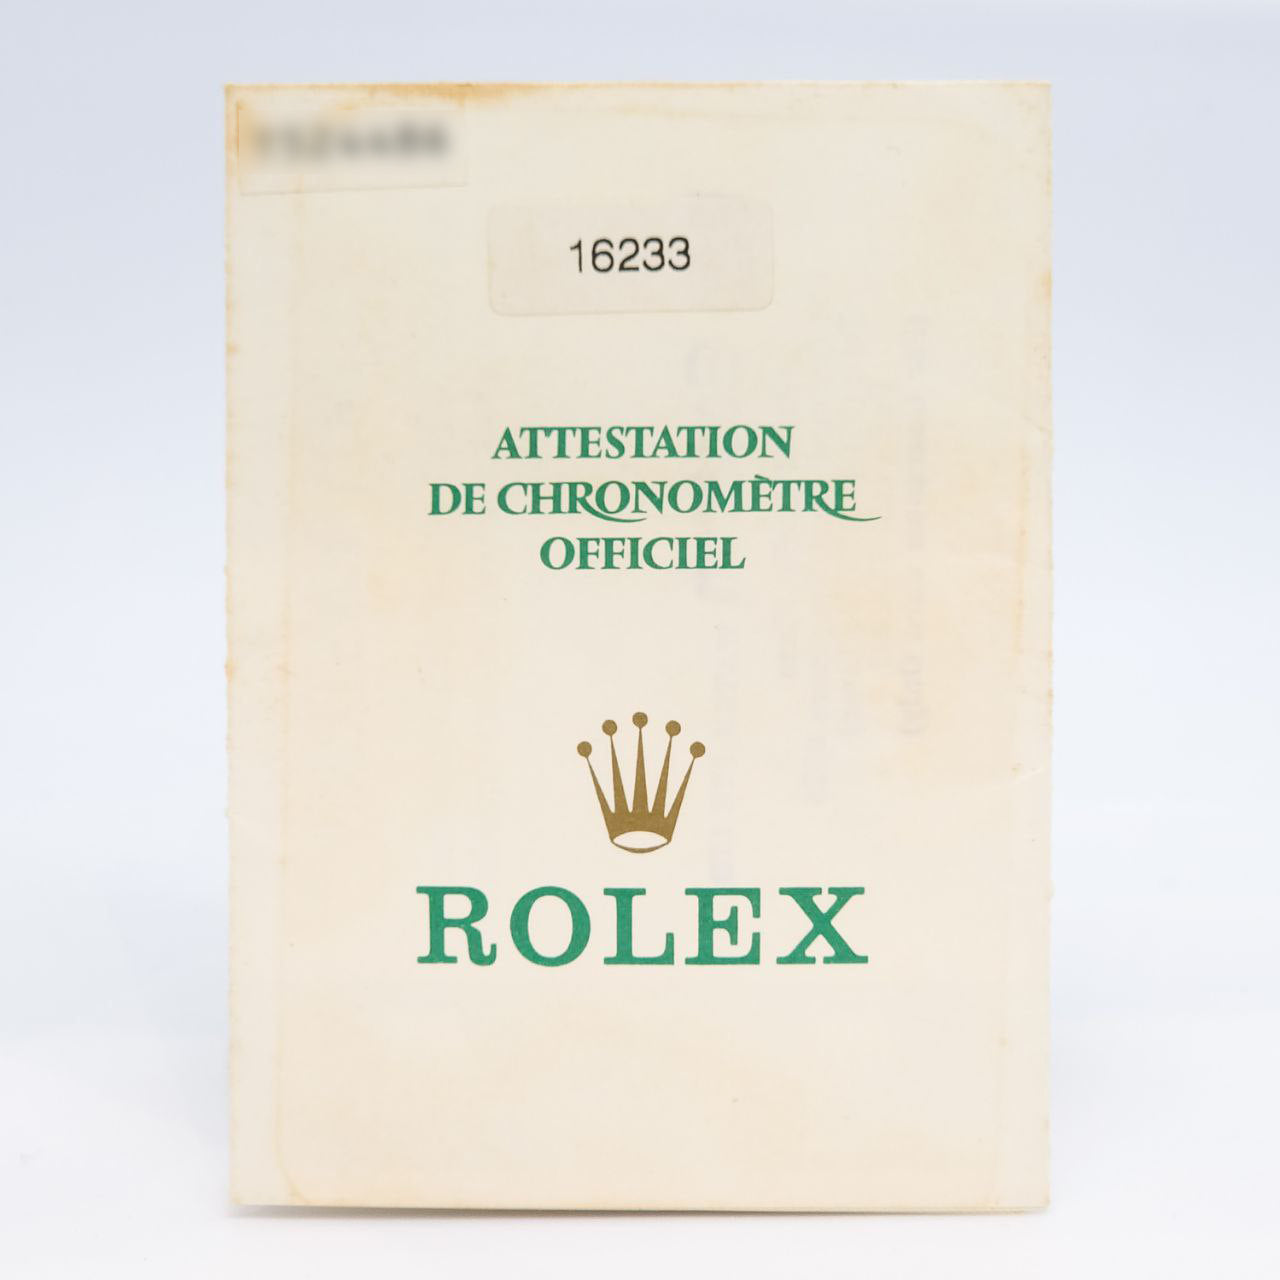 16233
ATTESTATION
DE CHRONOMÈTRE
OFFICIEL
ROLEX